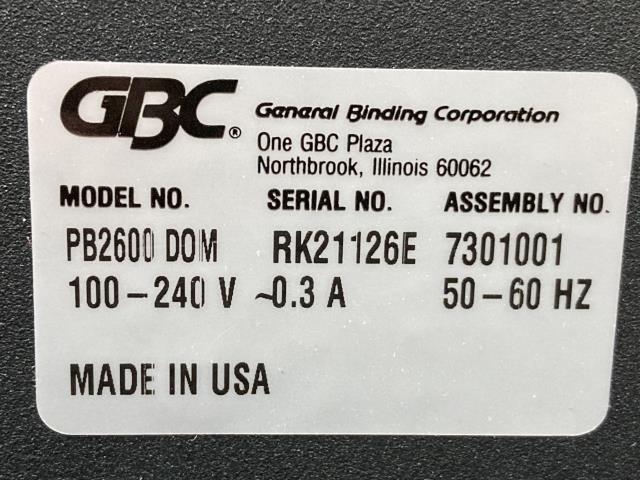 GBC® General Binding Corporation
One GBC Plaza
Northbrook, Illinois 60062
MODEL NO. SERIAL NO. ASSEMBLY NO.
PB2600 DOM RK21126E 7301001
100-240 V ~0.3 A 50-60 HZ
MADE IN USA